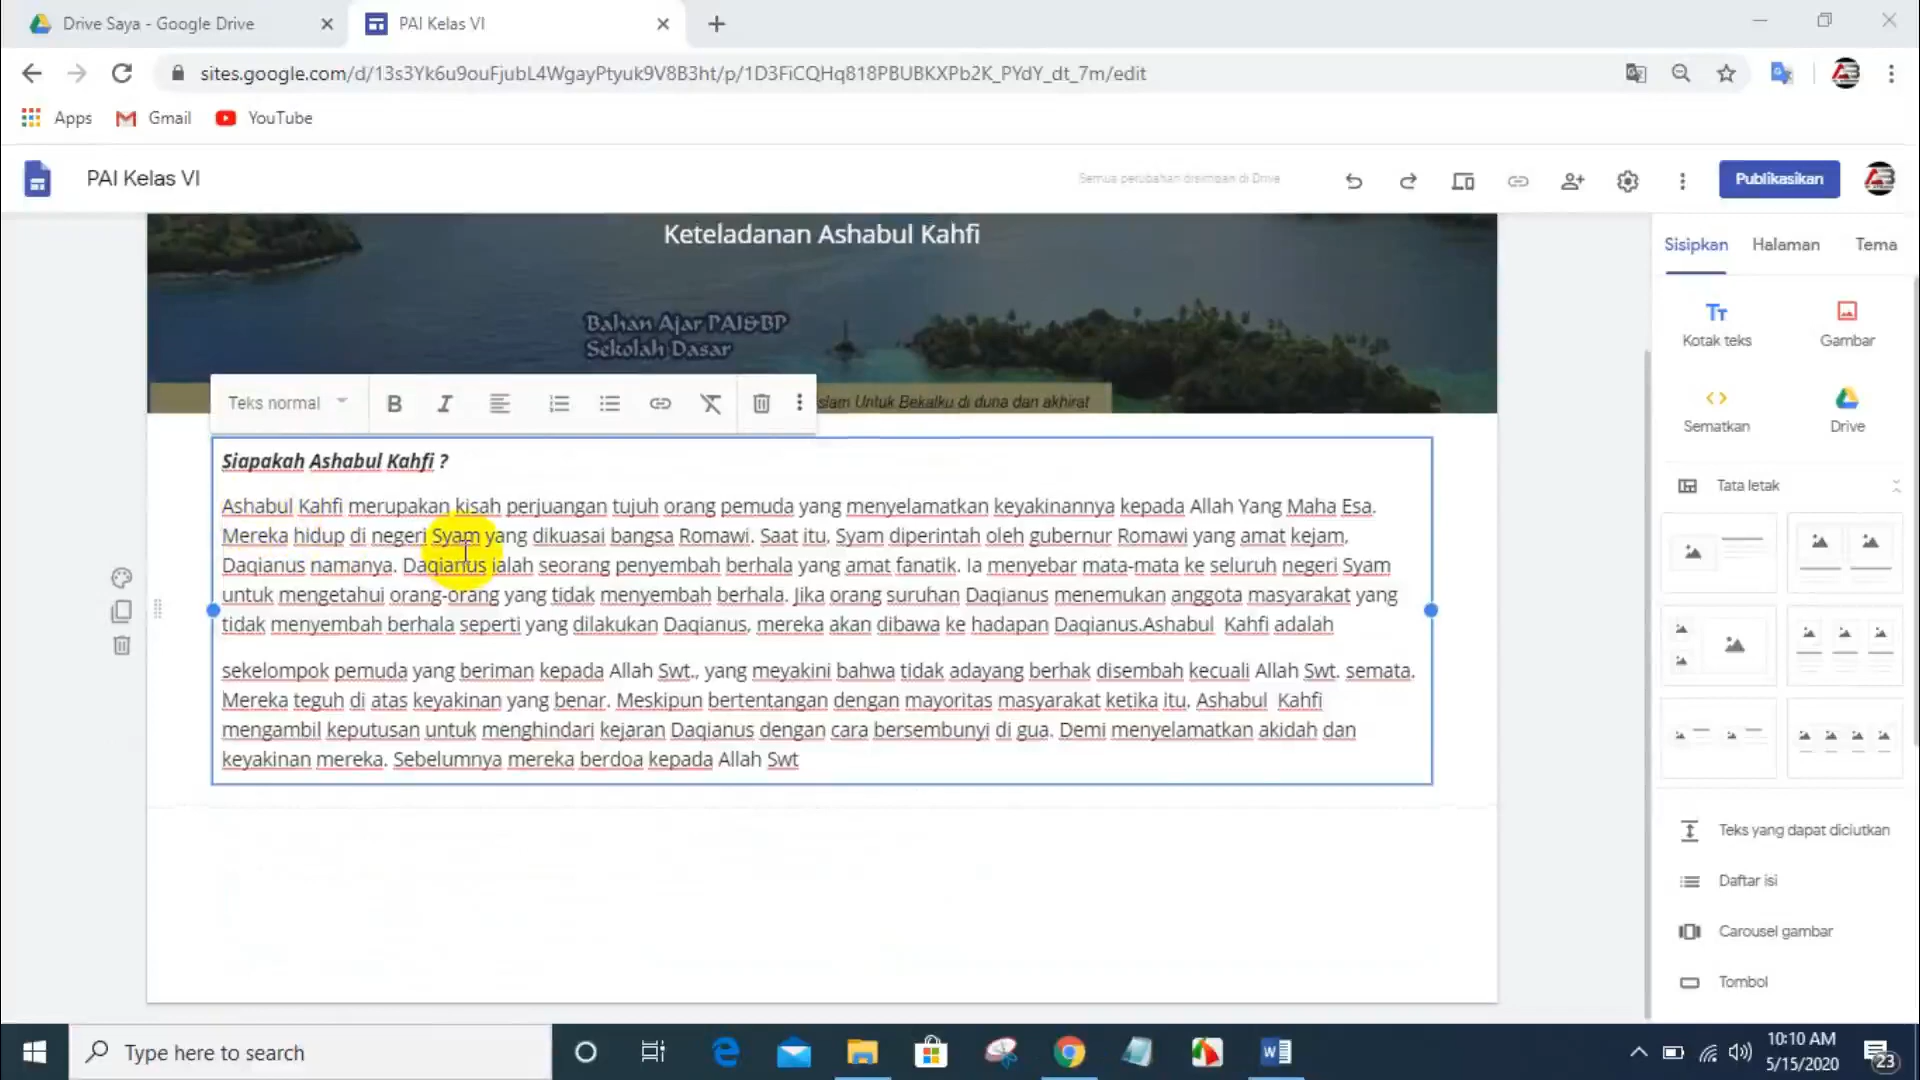 Drive Saya - Google Drive
PAI Kelas VI
sites.google.com/d/13s3Yk6u9ouFjubL4WgayPtyuk9V8B3ht/p/1D3FiCQHq818PBUBKXPb2K_PYdY_dt_7m/edit
Apps
Gmail
YouTube
PAI Kelas VI
Semua perubahan disimpan di Drive
Publikasikan
Keteladanan Ashabul Kahfi
Bahan Ajar PAI&BP
Sekolah Dasar
slam Untuk Bekalku di duna dan akhirat
Teks normal
Siapakah Ashabul Kahfi ?
Ashabul Kahfi merupakan kisah perjuangan tujuh orang pemuda yang menyelamatkan keyakinannya kepada Allah Yang Maha Esa.
Mereka hidup di negeri Syam yang dikuasai bangsa Romawi. Saat itu, Syam diperintah oleh gubernur Romawi yang amat kejam,
Daqianus namanya. Daqianus ialah seorang penyembah berhala yang amat fanatik. Ia menyebar mata-mata ke seluruh negeri Syam
untuk mengetahui orang-orang yang tidak menyembah berhala. Jika orang suruhan Daqianus menemukan anggota masyarakat yang
tidak menyembah berhala seperti yang dilakukan Daqianus, mereka akan dibawa ke hadapan Daqianus.Ashabul Kahfi adalah
sekelompok pemuda yang beriman kepada Allah Swt., yang meyakini bahwa tidak adayang berhak disembah kecuali Allah Swt. semata.
Mereka teguh di atas keyakinan yang benar. Meskipun bertentangan dengan mayoritas masyarakat ketika itu, Ashabul Kahfi
mengambil keputusan untuk menghindari kejaran Daqianus dengan cara bersembunyi di gua. Demi menyelamatkan akidah dan
keyakinan mereka. Sebelumnya mereka berdoa kepada Allah Swt
Sisipkan
Halaman
Tema
Kotak teks
Gambar
Sematkan
Drive
Tata letak
Teks yang dapat diciutkan
Daftar isi
Carousel gambar
Tombol
Type here to search
10:10 AM
5/15/2020
23